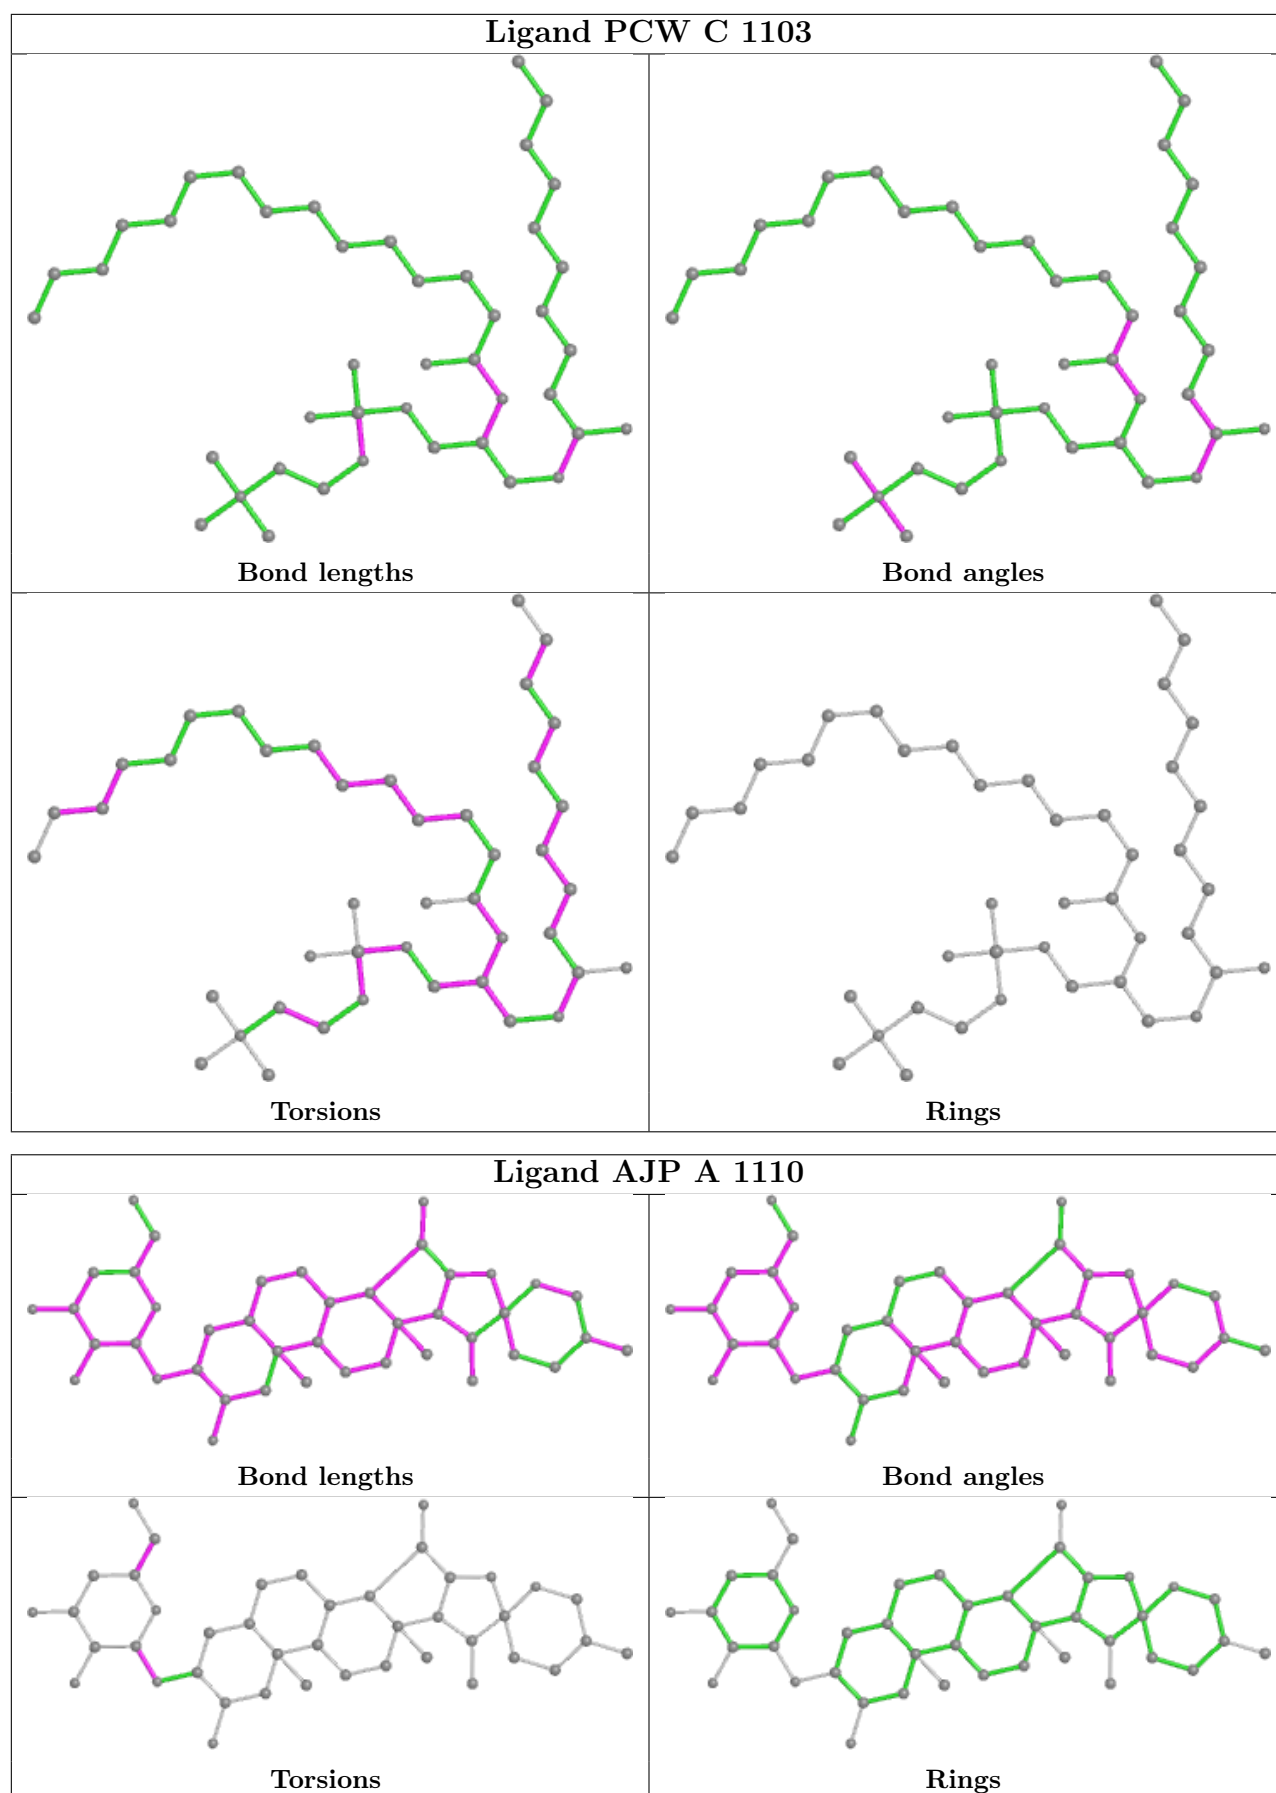 Ligand PCW C 1103
Bond lengths
Bond angles
Torsions
Rings
Ligand AJP A 1110
Bond lengths
Bond angles
Torsions
Rings